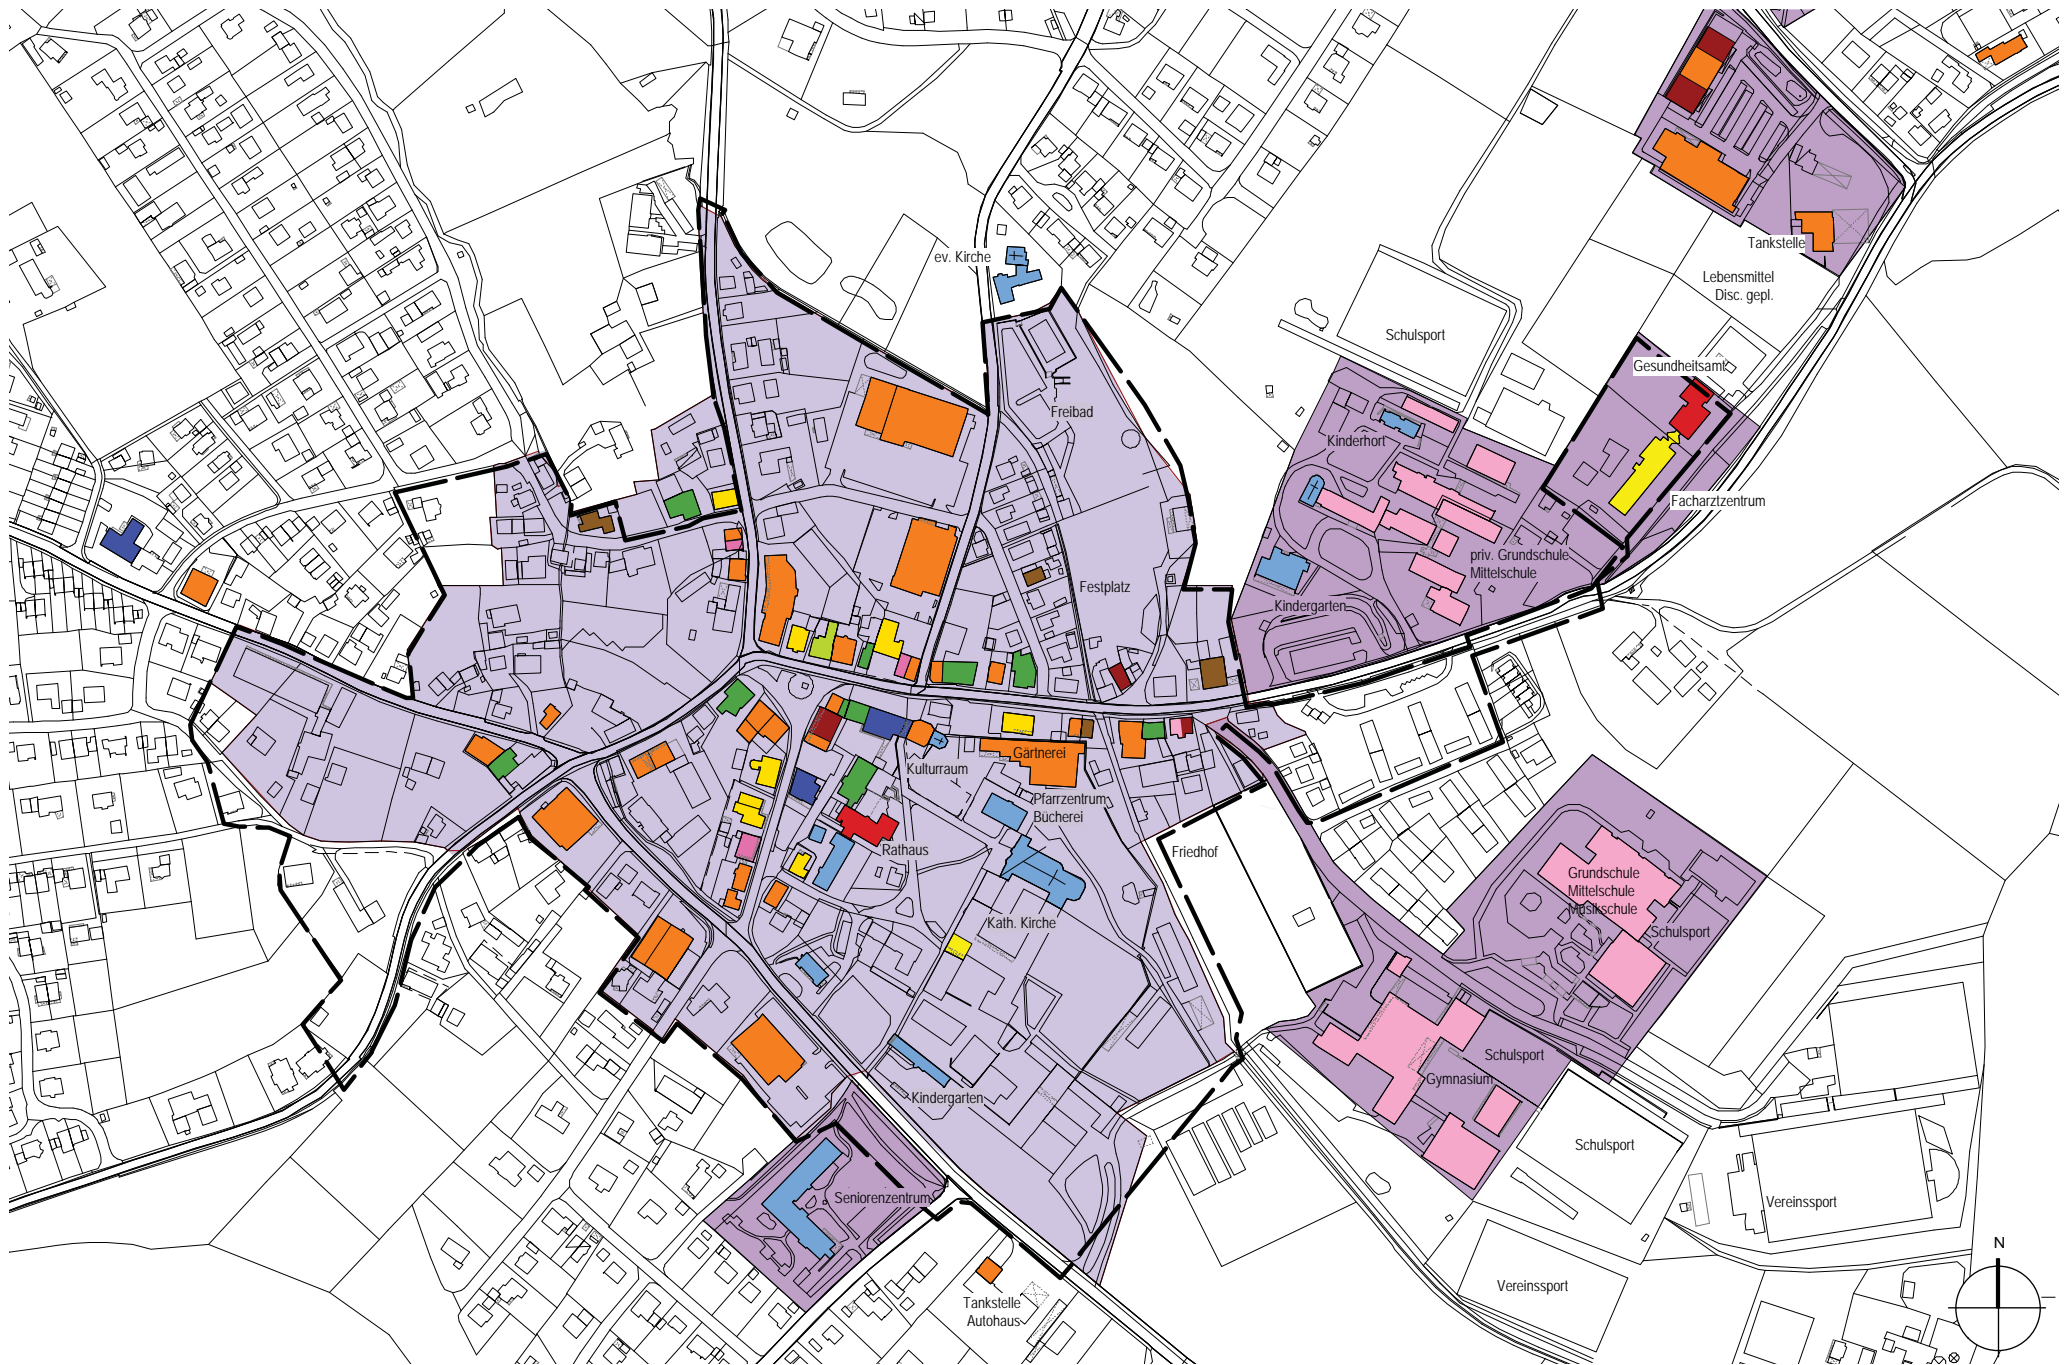 Tankstelle
Lebensmittel
Disc. gepl.
ev. Kirche
Schulsport
Gesundheitsamt
Freibad
Kinderhort
Facharztzentrum
priv. Grundschule
Mittelschule
Festplatz
Kindergarten
Gärtnerei
Kulturraum
Pfarrzentrum
Bücherei
Rathaus
Friedhof
Grundschule
Mittelschule
Musikschule
Schulsport
Kath. Kirche
Schulsport
Gymnasium
Kindergarten
Schulsport
Seniorenzentrum
Vereinssport
N
Vereinssport
Tankstelle
Autohaus